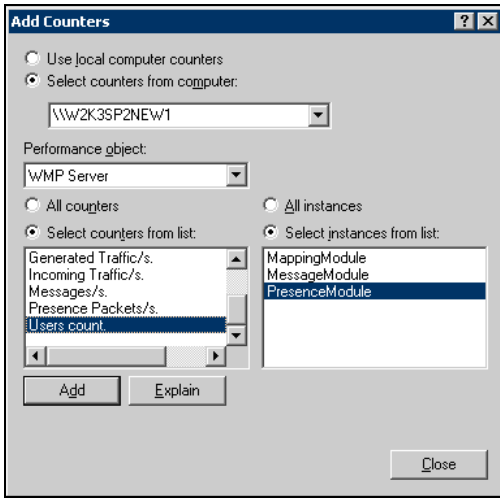 Add Counters
Use local computer counters
Select counters from computer:
\\W2K3SP2NEW1
Performance object:
WMP Server
All counters
All instances
Select counters from list:
Select instances from list:
Generated Traffic/s.
Incoming Traffic/s.
Messages/s.
Presence Packets/s.
Users count.
MappingModule
MessageModule
PresenceModule
Add
Explain
Close